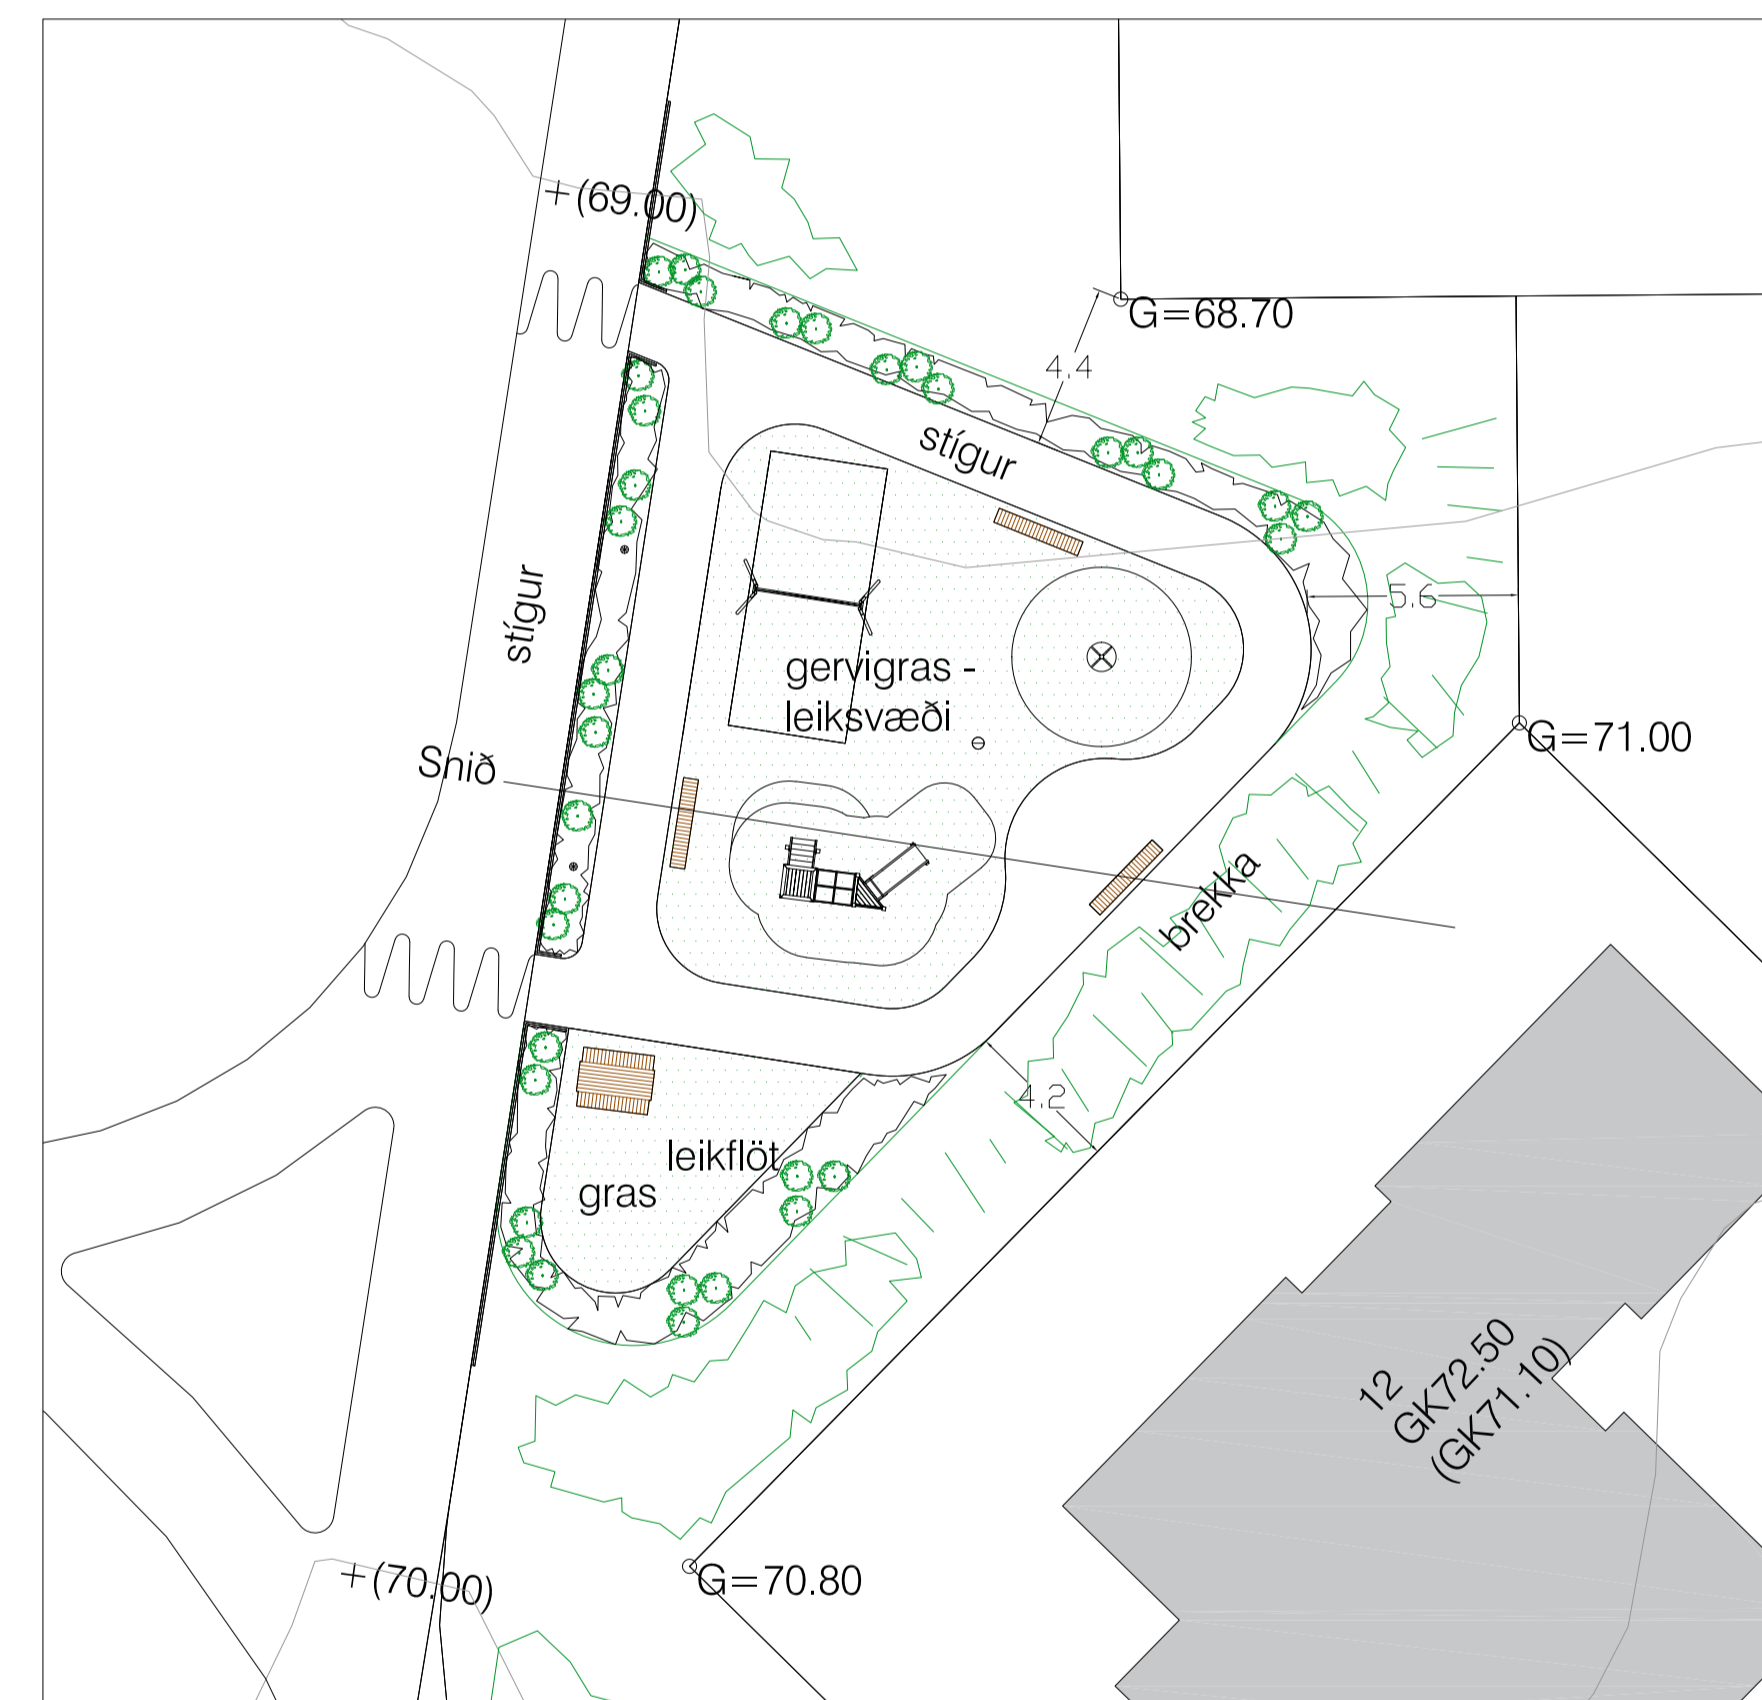 +(69.00)
G=68.70
4.4
stígur
5.6
stígur
gervigras -
leiksvæði
G=71.00
Snið
brekka
4.2
leikflöt
gras
12
GK72.50
(GK71.10)
+(70.00)
G=70.80